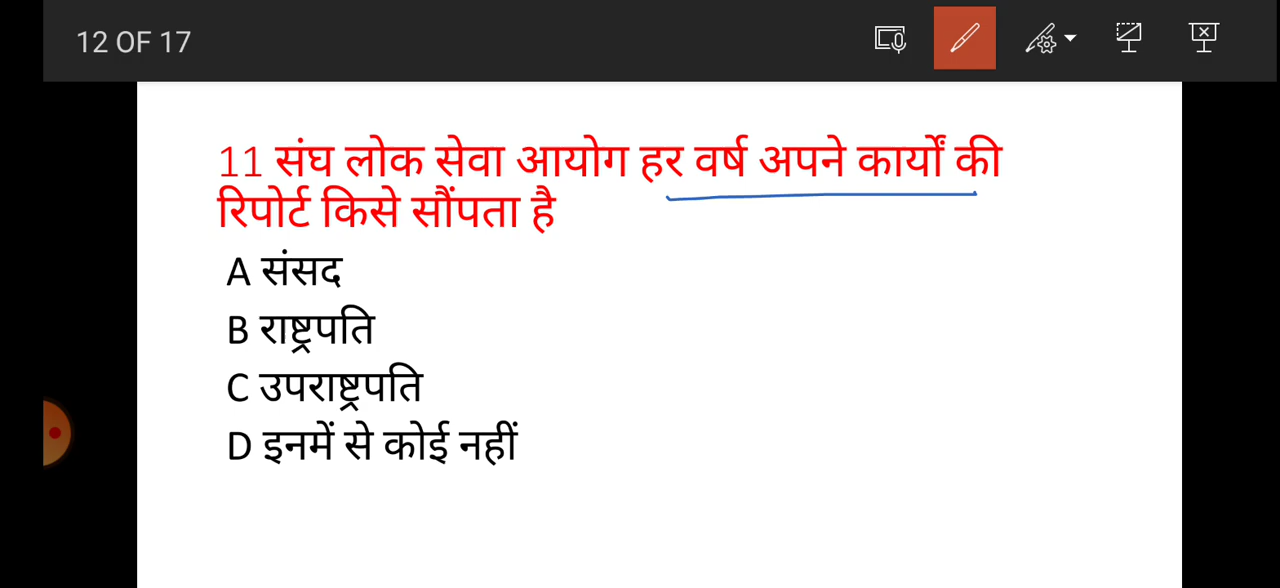 12 OF 17
11 संघ लोक सेवा आयोग हर वर्ष अपने कार्यों की
रिपोर्ट किसे सौंपता है
A संसद
B राष्ट्रपति
C उपराष्ट्रपति
D इनमें से कोई नहीं